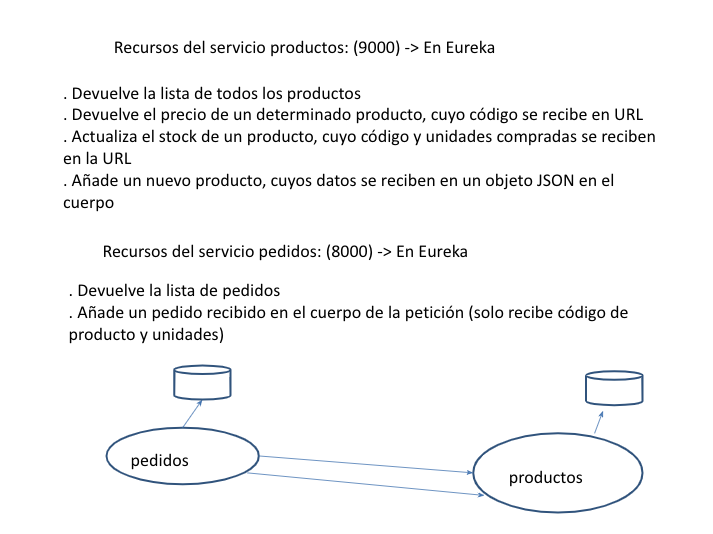 Recursos del servicio productos: (9000) -> En Eureka
. Devuelve la lista de todos los productos
. Devuelve el precio de un determinado producto, cuyo código se recibe en URL
. Actualiza el stock de un producto, cuyo código y unidades compradas se reciben
en la URL
. Añade un nuevo producto, cuyos datos se reciben en un objeto JSON en el
cuerpo
Recursos del servicio pedidos: (8000) -> En Eureka
. Devuelve la lista de pedidos
. Añade un pedido recibido en el cuerpo de la petición (solo recibe código de
producto y unidades)
pedidos
productos